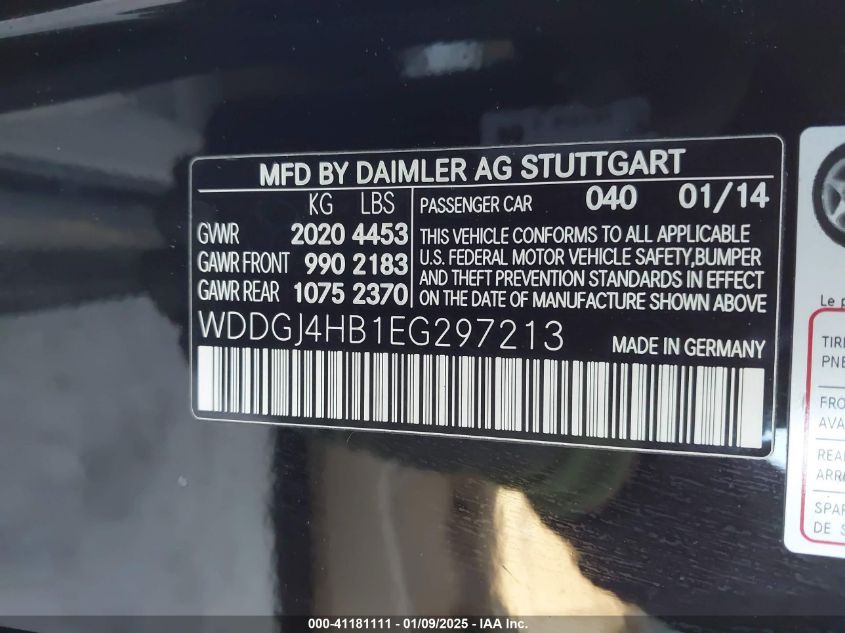 MFD BY DAIMLER AG STUTTGART
KG LBS
GVWR 2020 4453
GAWR FRONT 990 2183
GAWR REAR 1075 2370
PASSENGER CAR 040 01/14
THIS VEHICLE CONFORMS TO ALL APPLICABLE
U.S. FEDERAL MOTOR VEHICLE SAFETY,BUMPER
AND THEFT PREVENTION STANDARDS IN EFFECT
ON THE DATE OF MANUFACTURE SHOWN ABOVE
WDDGJ4HB1EG297213 MADE IN GERMANY
Le
DE
000-41181111 - 01/09/2025 - IAA Inc.